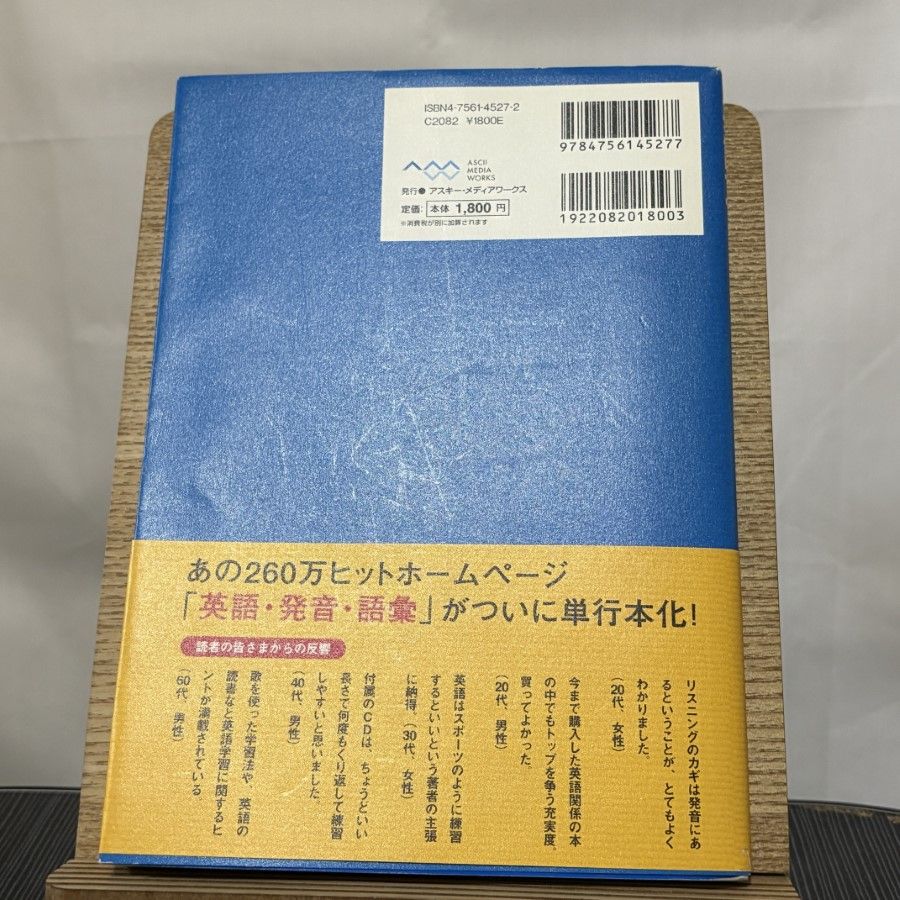 ISBN4-7561-4527-2
C2082 ¥1800E
9784756145277
ASCII
MEDIA
WORKS
発行●アスキー・メディアワークス
定価: 本体 1,800 円
※消費税が別に加算されます
1922082018003
あの260万ヒットホームページ
「英語・発音・語彙」がついに単行本化!
読者の皆さまからの反響
リスニングのカギは発音にあ
るということが、とてもよく
わかりました。
(20代、女性)
今まで購入した英語関係の本
の中でもトップを争う充実度。
買ってよかった。
(20代、男性)
英語はスポーツのように練習
するといいという著者の主張
に納得。(30代、女性)
付属のCDは、ちょうどいい
長さで何度もくり返して練習
しやすいと思いました。
(40代、男性)
歌を使った学習法や、英語の
読書など英語学習に関するヒ
ントが満載されている。
(60代、男性)